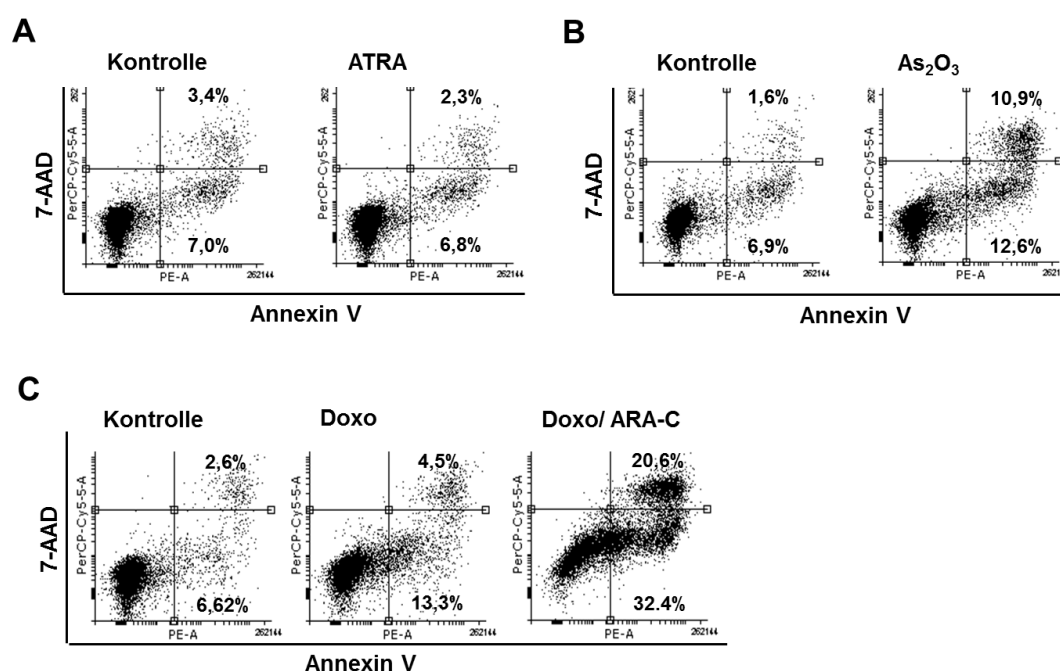 A
Kontrolle
ATRA
7-AAD
PerCP-Cy5-5-A
262
3,4%
7,0%
PE-A
262144
PerCP-Cy5-5-A
262
2,3%
6,8%
PE-A
262144
Annexin V
B
Kontrolle
As₂O₃
7-AAD
PerCP-Cy5-5-A
1,6%
6,9%
PE-A
262144
PerCP-Cy5-5-A
10,9%
12,6%
PE-A
Annexin V
C
Kontrolle
Doxo
Doxo/ ARA-C
7-AAD
PerCP-Cy5-5-A
2,6%
6,62%
PE-A
262144
PerCP-Cy5-5-A
4,5%
13,3%
PE-A
262144
PerCP-Cy5-5-A
20.6%
32.4%
PE-A
262144
Annexin V